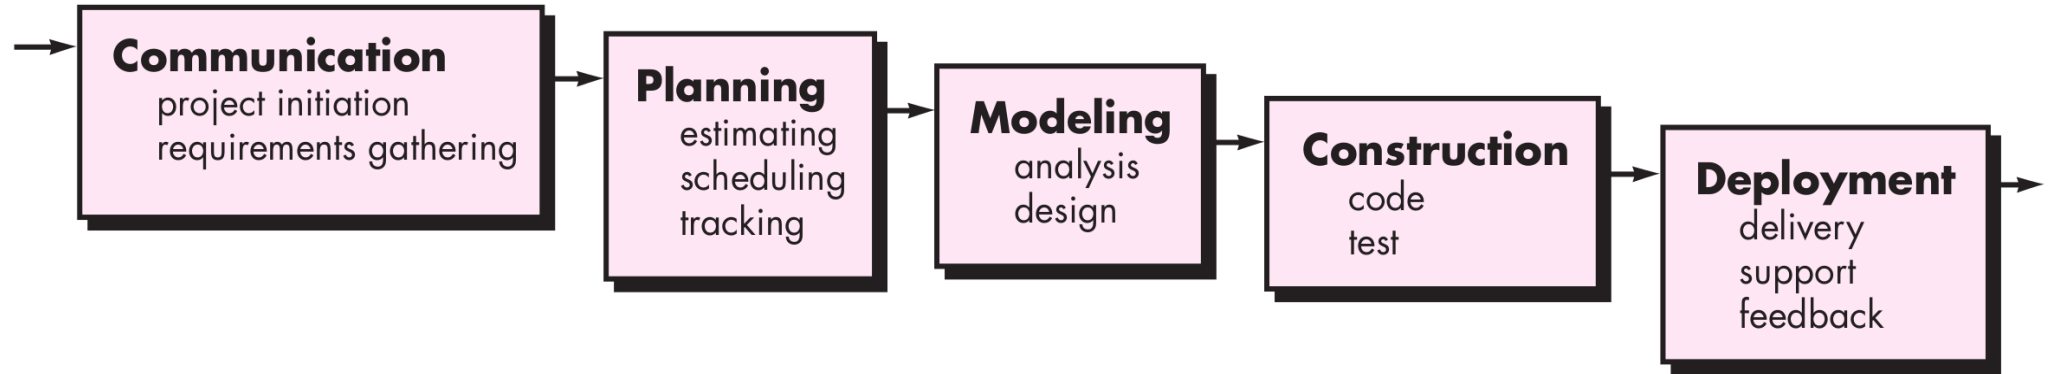 Communication
project initiation
requirements gathering
Planning
estimating
scheduling
tracking
Modeling
analysis
design
Construction
code
test
Deployment
delivery
support
feedback